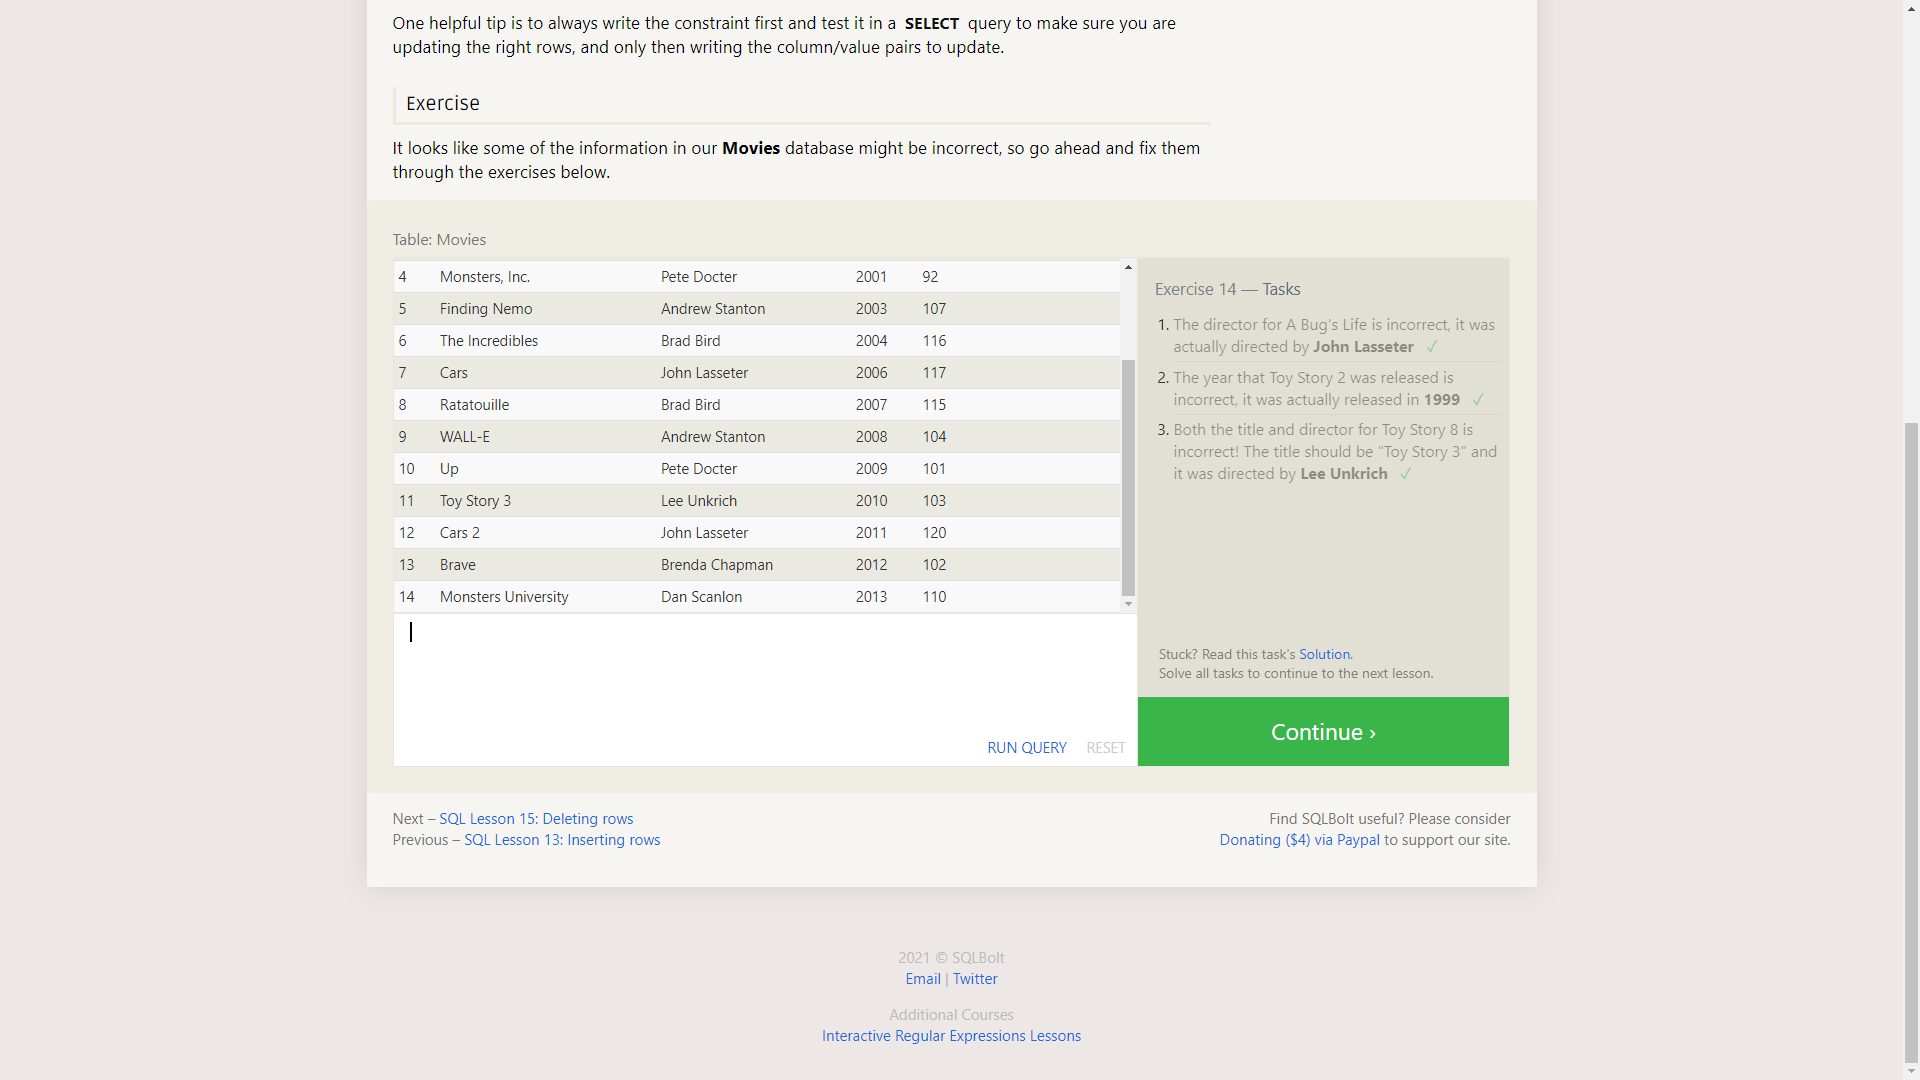 One helpful tip is to always write the constraint first and test it in a SELECT query to make sure you are
updating the right rows, and only then writing the column/value pairs to update.
Exercise
It looks like some of the information in our Movies database might be incorrect, so go ahead and fix them
through the exercises below.
Table: Movies
4 Monsters, Inc. Pete Docter 2001 92
5 Finding Nemo Andrew Stanton 2003 107
6 The Incredibles Brad Bird 2004 116
7 Cars John Lasseter 2006 117
8 Ratatouille Brad Bird 2007 115
9 WALL-E Andrew Stanton 2008 104
10 Up Pete Docter 2009 101
11 Toy Story 3 Lee Unkrich 2010 103
12 Cars 2 John Lasseter 2011 120
13 Brave Brenda Chapman 2012 102
14 Monsters University Dan Scanlon 2013 110
RUN QUERY RESET
Exercise 14 — Tasks
1. The director for A Bug's Life is incorrect, it was
actually directed by John Lasseter ✓
2. The year that Toy Story 2 was released is
incorrect, it was actually released in 1999 ✓
3. Both the title and director for Toy Story 8 is
incorrect! The title should be "Toy Story 3" and
it was directed by Lee Unkrich ✓
Stuck? Read this task's Solution.
Solve all tasks to continue to the next lesson.
Continue ›
Next – SQL Lesson 15: Deleting rows
Previous – SQL Lesson 13: Inserting rows
Find SQLBolt useful? Please consider
Donating ($4) via Paypal to support our site.
2021 © SQLBolt
Email | Twitter
Additional Courses
Interactive Regular Expressions Lessons